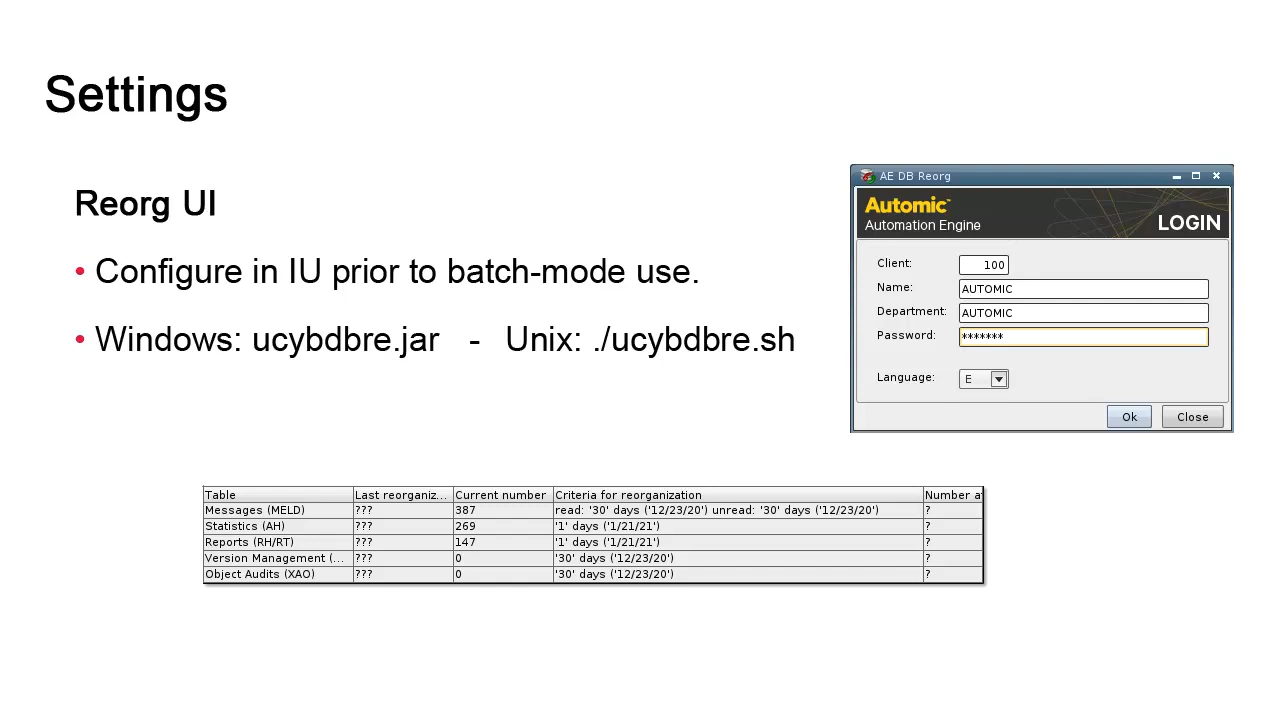 Settings
Reorg UI
• Configure in IU prior to batch-mode use.
• Windows: ucybdbre.jar - Unix: ./ucybdbre.sh
AE DB Reorg
Automic™
Automation Engine
LOGIN
Client: 100
Name: AUTOMIC
Department: AUTOMIC
Password: *******
Language: E
Ok Close
Table Last reorganiz... Current number Criteria for reorganization Number a
Messages (MELD) ??? 387 read: '30' days ('12/23/20') unread: '30' days ('12/23/20') ?
Statistics (AH) ??? 269 '1' days ('1/21/21') ?
Reports (RH/RT) ??? 147 '1' days ('1/21/21') ?
Version Management (... ??? 0 '30' days ('12/23/20') ?
Object Audits (XAO) ??? 0 '30' days ('12/23/20') ?